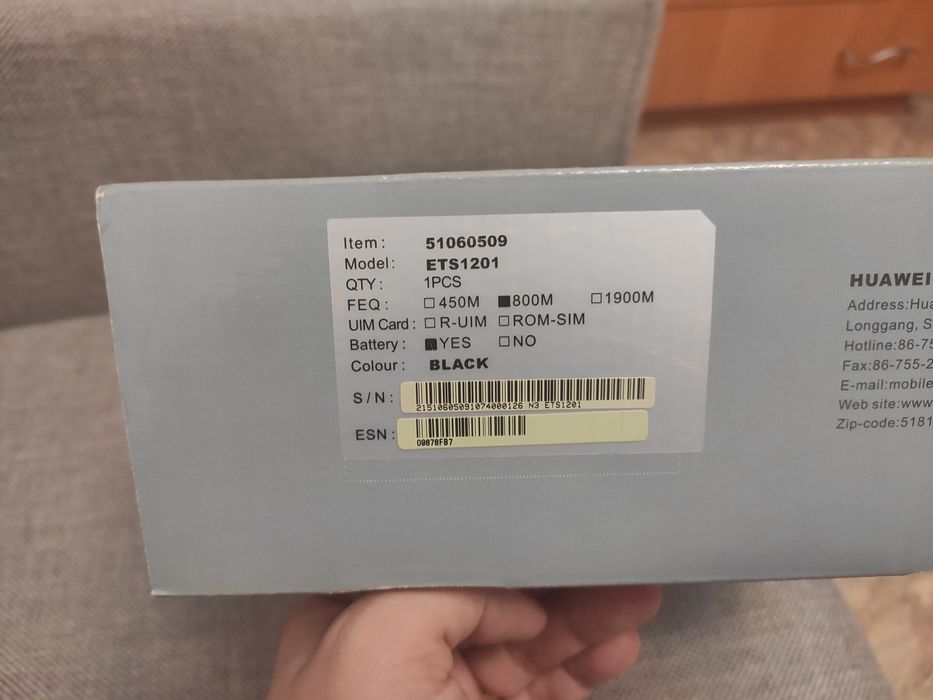 Item: 51060509
Model: ETS1201
QTY: 1PCS
FEQ: ☐ 450M ■ 800M ☐ 1900M
UIM Card: ☐ R-UIM ☐ ROM-SIM
Battery: ■ YES ☐ NO
Colour: BLACK
S/N:
21510605091074000126 N3 ETS1201
ESN:
09878FB7
HUAWEI
Address:Hua
Longgang, S
Hotline:86-75
Fax:86-755-2
E-mail:mobile
Web site:www
Zip-code:5181